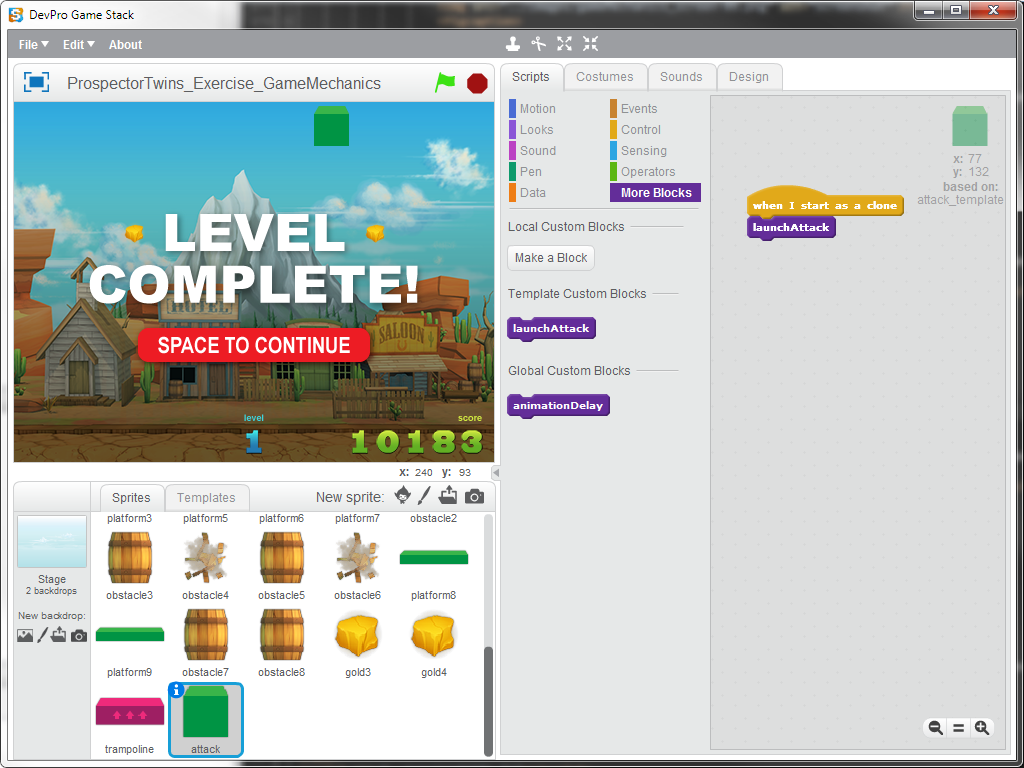 DevPro Game Stack
File
Edit
About
ProspectorTwins_Exercise_GameMechanics
LEVEL
COMPLETE!
HOTEL
SALOON
SPACE TO CONTINUE
level
score
1
10183
x: 240 y: 93
Sprites
Templates
New sprite:
Stage
2 backdrops
New backdrop:
platform3
platform5
platform6
platform7
obstacle2
obstacle3
obstacle4
obstacle5
obstacle6
platform8
platform9
obstacle7
obstacle8
gold3
gold4
trampoline
attack
Scripts
Costumes
Sounds
Design
Motion
Looks
Sound
Pen
Data
Events
Control
Sensing
Operators
More Blocks
Local Custom Blocks
Make a Block
Template Custom Blocks
launchAttack
Global Custom Blocks
animationDelay
when I start as a clone
launchAttack
x: 77
y: 132
based on:
attack_template